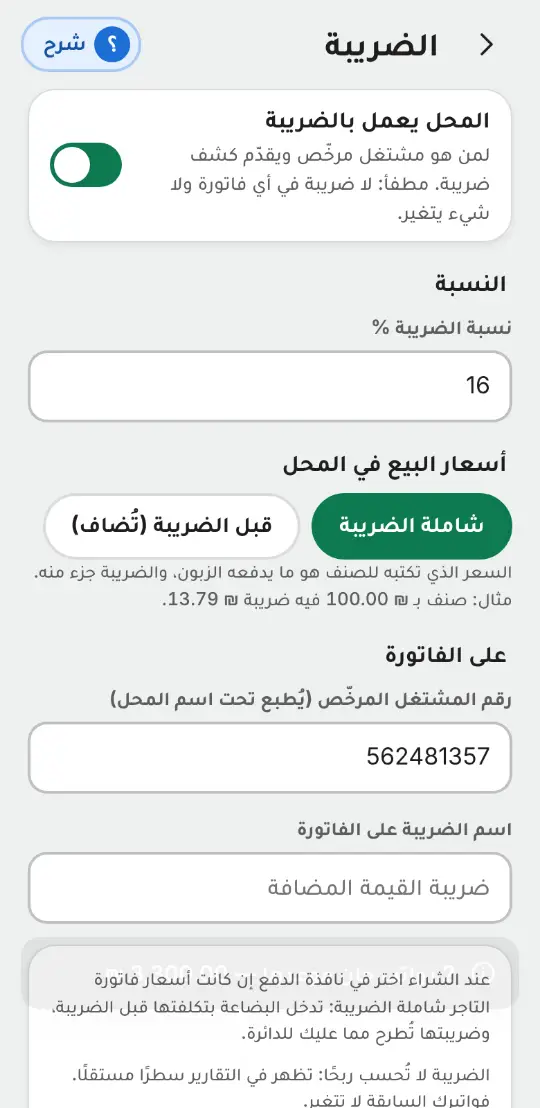 الضريبة
؟ شرح
المحل يعمل بالضريبة
لمن هو مشتغل مرخّص ويقدّم كشف
ضريبة. مطفأ: لا ضريبة في أي فاتورة ولا
شيء يتغير.
النسبة
نسبة الضريبة %
16
أسعار البيع في المحل
شاملة الضريبة
قبل الضريبة (تُضاف)
السعر الذي تكتبه للصنف هو ما يدفعه الزبون، والضريبة جزء منه.
مثال: صنف بـ ₪ 100.00 فيه ضريبة ₪ 13.79.
على الفاتورة
رقم المشتغل المرخّص (يُطبع تحت اسم المحل)
562481357
اسم الضريبة على الفاتورة
ضريبة القيمة المضافة
عند الشراء اختر في نافذة الدفع إن كانت أسعار فاتورة
التاجر شاملة الضريبة: تدخل البضاعة بتكلفتها قبل الضريبة،
وضريبتها تُطرح مما عليك للدائرة.
الضريبة لا تُحسب ربحًا: تظهر في التقارير سطرًا مستقلًا.
فواتيرك السابقة لا تتغير.